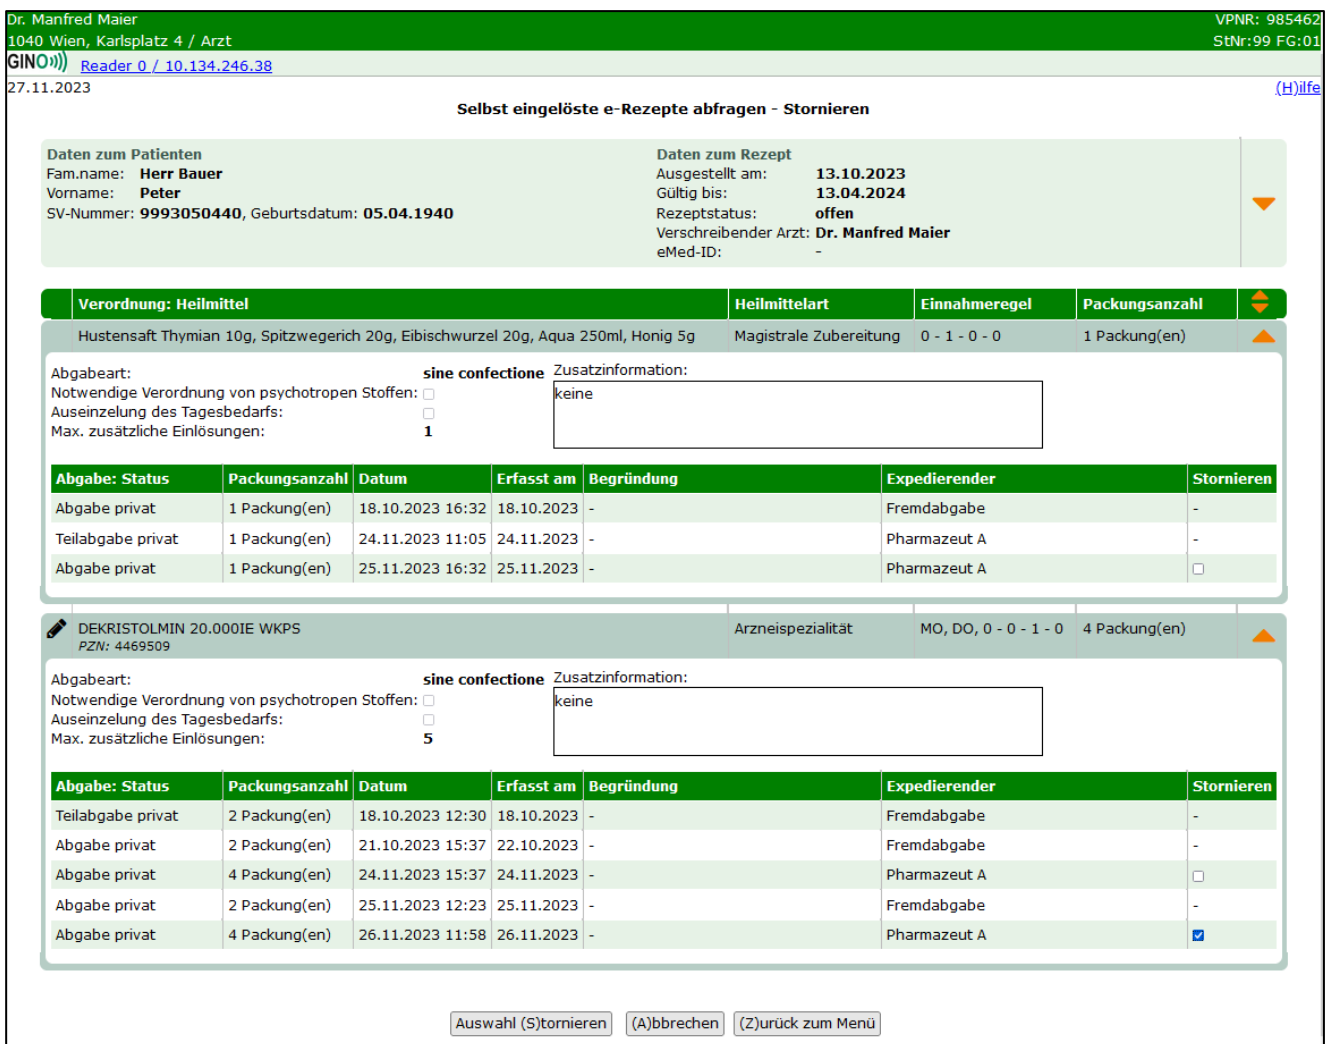 Dr. Manfred Maier VPNR: 985462
1040 Wien, Karlsplatz 4 / Arzt StNr:99 FG:01
GINO Reader 0 / 10.134.246.38
27.11.2023 (H)ilfe
Selbst eingelöste e-Rezepte abfragen - Stornieren
Daten zum Patienten
Fam.name: Herr Bauer
Vorname: Peter
SV-Nummer: 9993050440, Geburtsdatum: 05.04.1940
Daten zum Rezept
Ausgestellt am: 13.10.2023
Gültig bis: 13.04.2024
Rezeptstatus: offen
Verschreibender Arzt: Dr. Manfred Maier
eMed-ID: -
Verordnung: Heilmittel Heilmittelart Einnahmeregel Packungsanzahl
Hustensaft Thymian 10g, Spitzwegerich 20g, Eibischwurzel 20g, Aqua 250ml, Honig 5g Magistrale Zubereitung 0 - 1 - 0 - 0 1 Packung(en)
Abgabeart: sine confectione Zusatzinformation:
Notwendige Verordnung von psychotropen Stoffen: keine
Auseinzelung des Tagesbedarfs:
Max. zusätzliche Einlösungen: 1
Abgabe: Status Packungsanzahl Datum Erfasst am Begründung Expedierender Stornieren
Abgabe privat 1 Packung(en) 18.10.2023 16:32 18.10.2023 - Fremdabgabe -
Teilabgabe privat 1 Packung(en) 24.11.2023 11:05 24.11.2023 - Pharmazeut A -
Abgabe privat 1 Packung(en) 25.11.2023 16:32 25.11.2023 - Pharmazeut A
DEKRISTOLMIN 20.000IE WKPS Arzneispezialität MO, DO, 0 - 0 - 1 - 0 4 Packung(en)
PZN: 4469509
Abgabeart: sine confectione Zusatzinformation:
Notwendige Verordnung von psychotropen Stoffen: keine
Auseinzelung des Tagesbedarfs:
Max. zusätzliche Einlösungen: 5
Abgabe: Status Packungsanzahl Datum Erfasst am Begründung Expedierender Stornieren
Teilabgabe privat 2 Packung(en) 18.10.2023 12:30 18.10.2023 - Fremdabgabe -
Abgabe privat 2 Packung(en) 21.10.2023 15:37 22.10.2023 - Fremdabgabe -
Abgabe privat 4 Packung(en) 24.11.2023 15:37 24.11.2023 - Pharmazeut A
Abgabe privat 2 Packung(en) 25.11.2023 12:23 25.11.2023 - Fremdabgabe -
Abgabe privat 4 Packung(en) 26.11.2023 11:58 26.11.2023 - Pharmazeut A
Auswahl (S)tornieren (A)bbrechen (Z)urück zum Menü